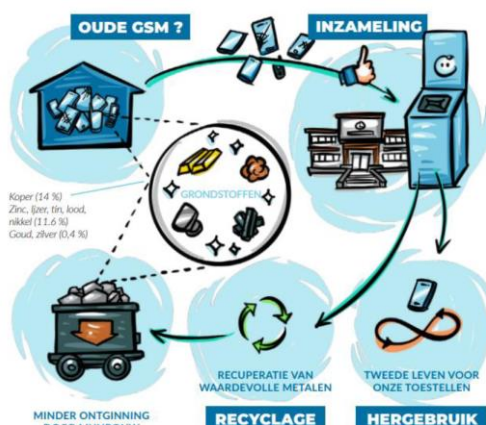 OUDE GSM ?
INZAMELING
GRONDSTOFFEN
Koper (14 %)
Zinc, Ijzer, tin, lood,
nikkel (11.6 %)
Goud, zilver (0,4 %)
RECUPERATIE VAN
WAARDEVOLLE METALEN
TWEEDE LEVEN VOOR
ONZE TOESTELLEN
MINDER ONTGINNING
RECYCLAGE
HERGEBRUIK